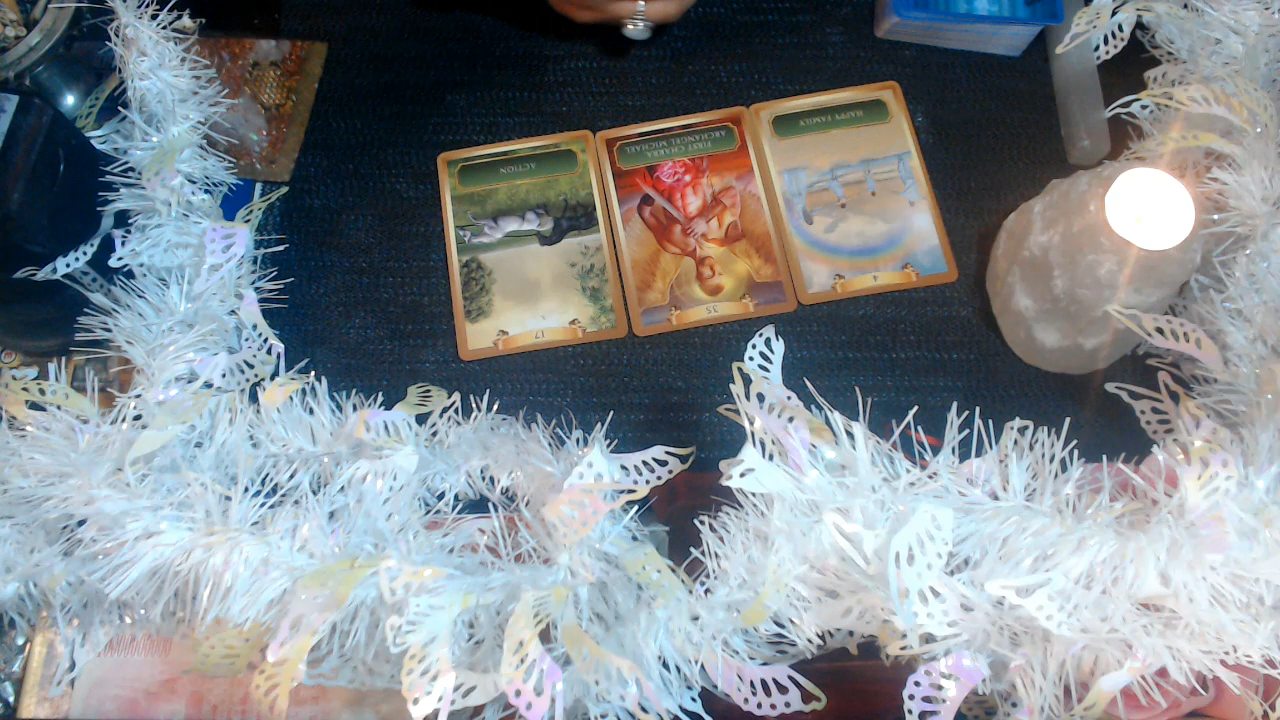 4
HAPPY FAMILY
35
FIRST CHAKRA
ARCHANGEL MICHAEL
17
ACTION